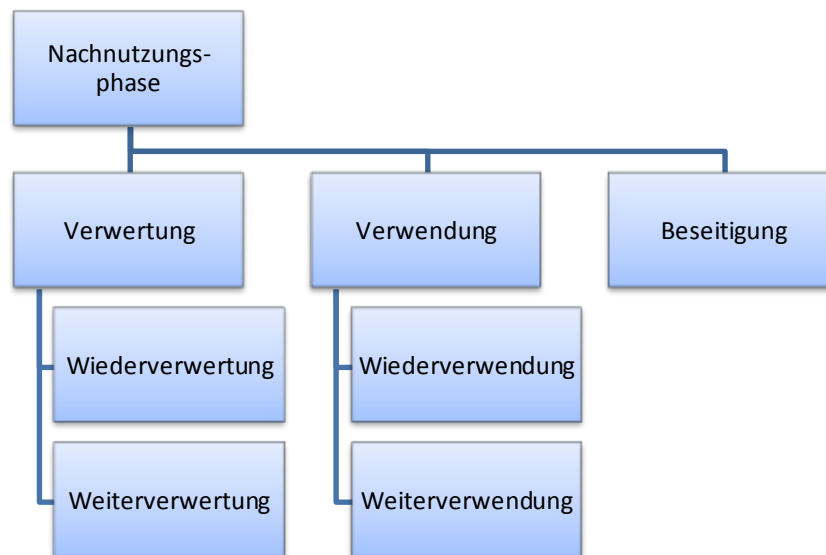 Nachnutzungs-
phase
Verwertung
Verwendung
Beseitigung
Wiederverwertung
Wiederverwendung
Weiterverwertung
Weiterverwendung